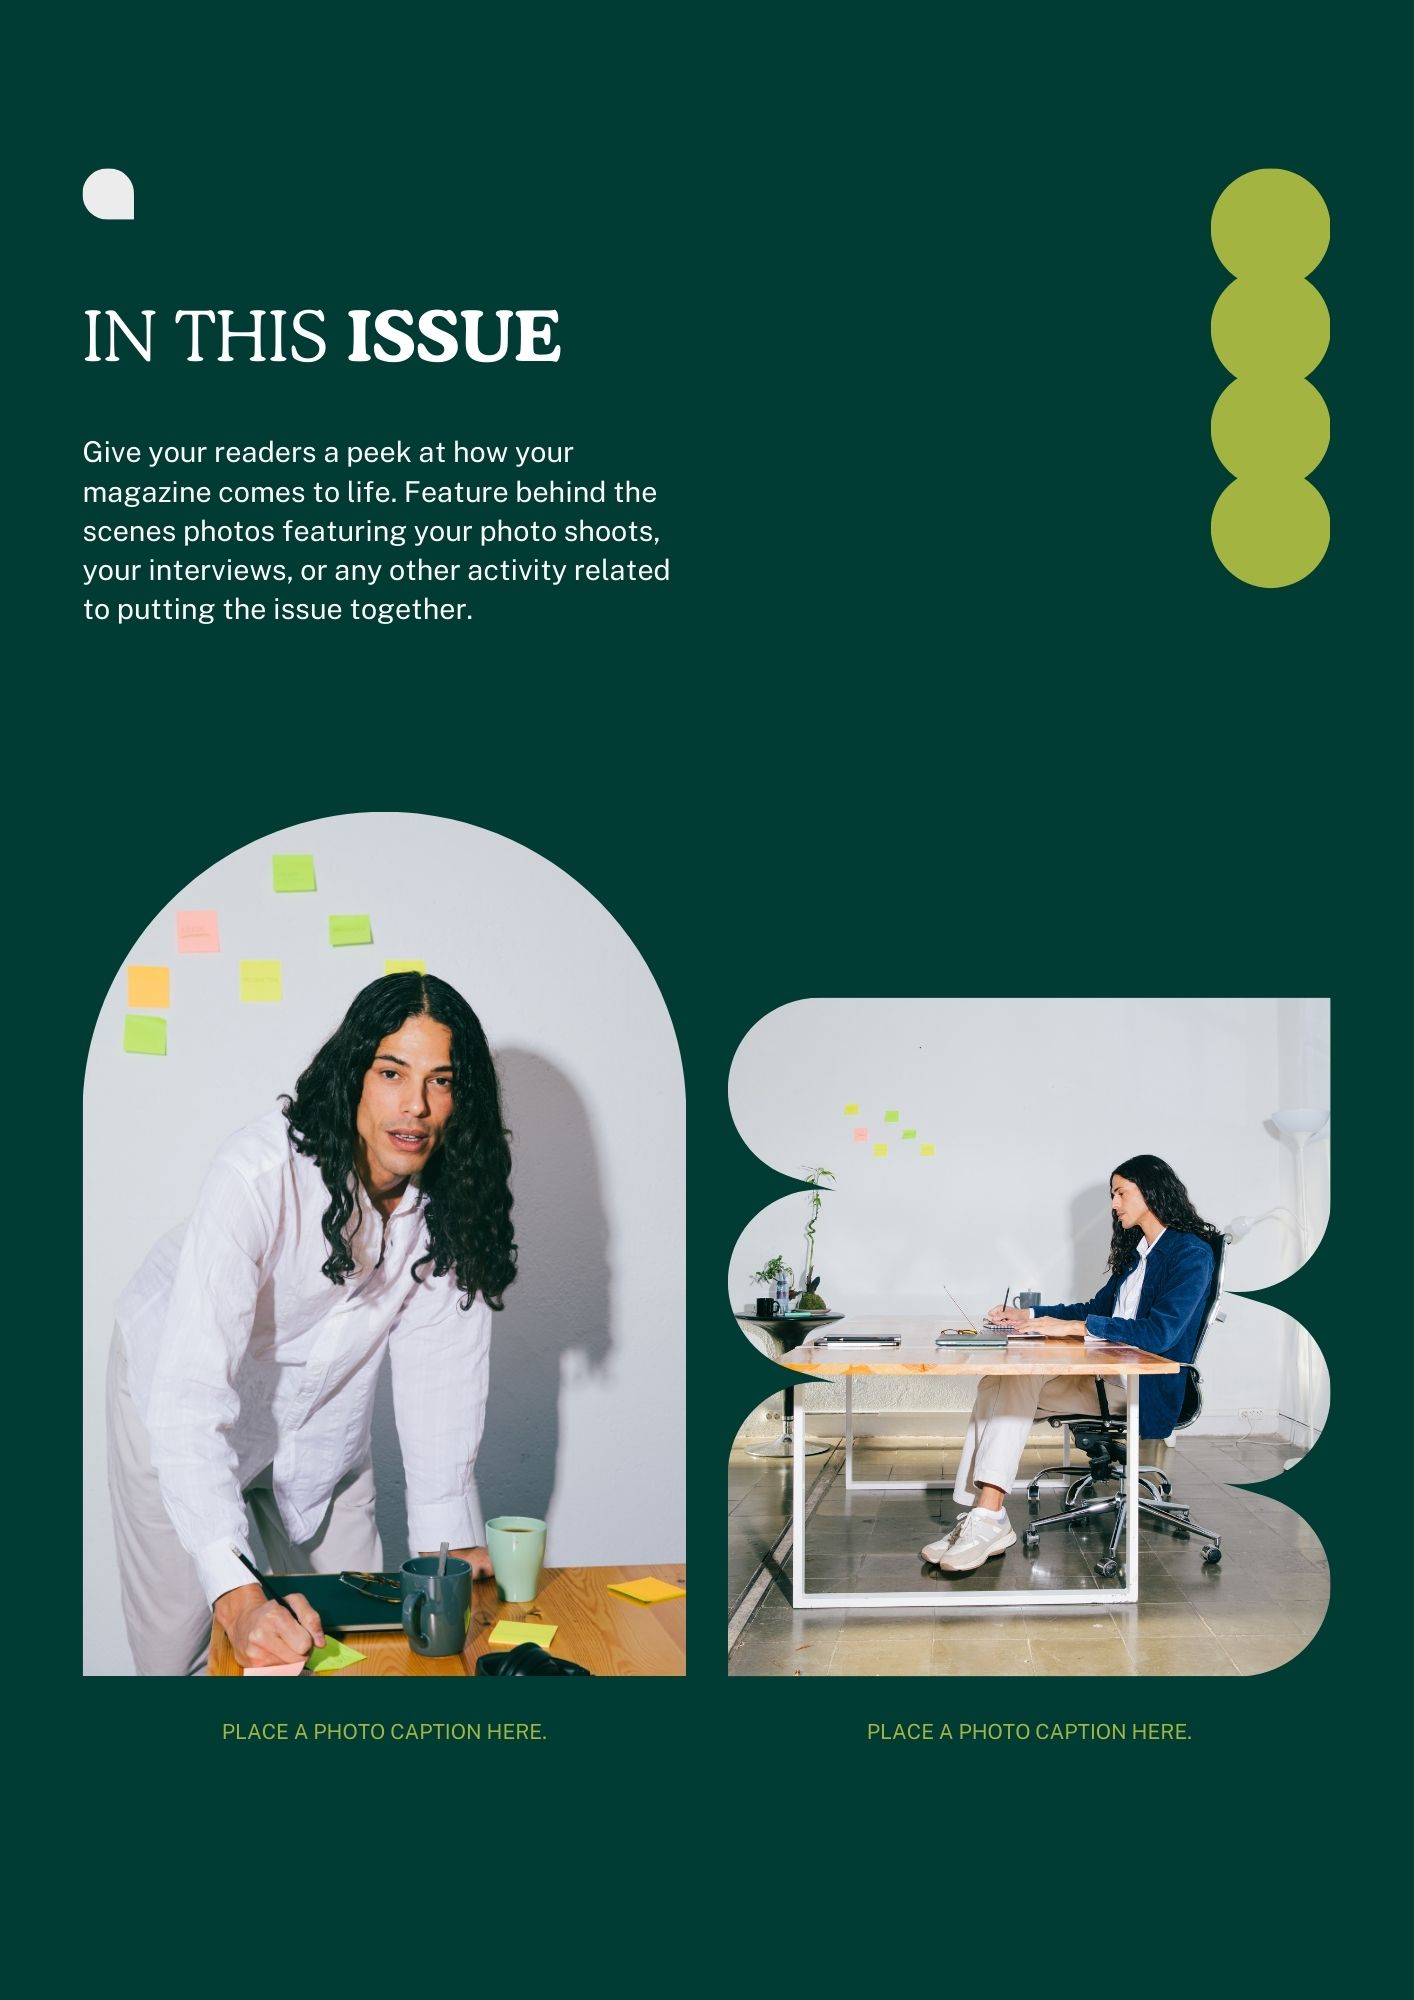 IN THIS ISSUE
Give your readers a peek at how your
magazine comes to life. Feature behind the
scenes photos featuring your photo shoots,
your interviews, or any other activity related
to putting the issue together.
PLACE A PHOTO CAPTION HERE.
PLACE A PHOTO CAPTION HERE.